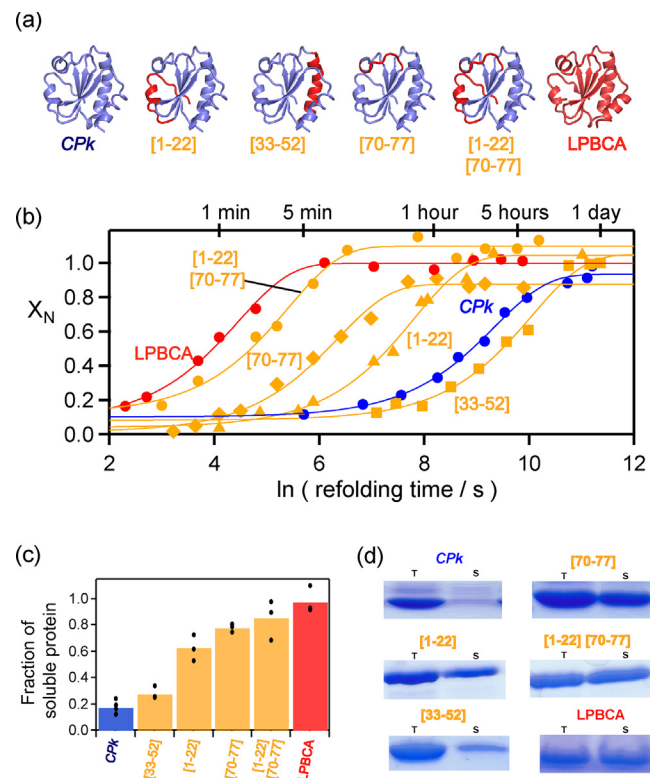 (a)
CPk [1-22] [33-52] [70-77] [1-22] LPBCA
[70-77]
(b)
1 min 5 min 1 hour 5 hours 1 day
1.0
0.8
0.6
0.4
0.2
0.0
X_N
[1-22]
[70-77]
LPBCA
[70-77]
[1-22]
CPk
[33-52]
2 4 6 8 10 12
ln ( refolding time / s )
(c)
Fraction of
soluble protein
1.0
0.8
0.6
0.4
0.2
0.0
CPk
[33-52]
[1-22]
[70-77]
[1-22]
[70-77]
LPBCA
(d)
CPk [70-77]
T S T S
[1-22] [1-22] [70-77]
T S T S
[33-52] LPBCA
T S T S